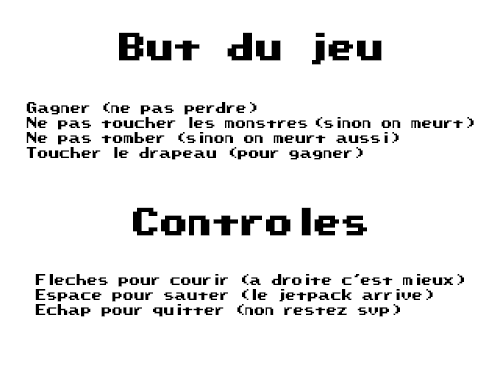 But du jeu
Gagner (ne pas perdre)
Ne pas toucher les monstres (sinon on meurt)
Ne pas tomber (sinon on meurt aussi)
Toucher le drapeau (pour gagner)
Controles
Fleches pour courir (a droite c'est mieux)
Espace pour sauter (le jetpack arrive)
Echap pour quitter (non restez svp)